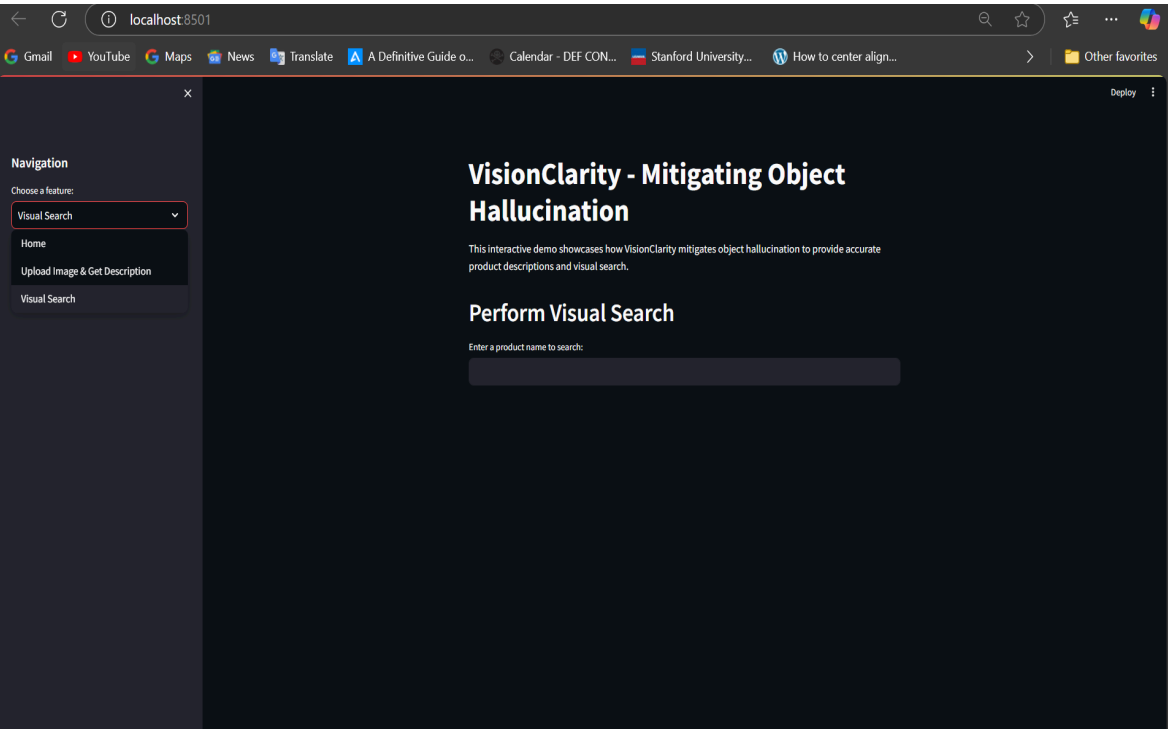 localhost:8501
Gmail YouTube Maps News Translate A Definitive Guide o... Calendar - DEF CON... Stanford University... How to center align... Other favorites
Deploy
Navigation
Choose a feature:
Visual Search
Home
Upload Image & Get Description
Visual Search
VisionClarity - Mitigating Object
Hallucination
This interactive demo showcases how VisionClarity mitigates object hallucination to provide accurate
product descriptions and visual search.
Perform Visual Search
Enter a product name to search: